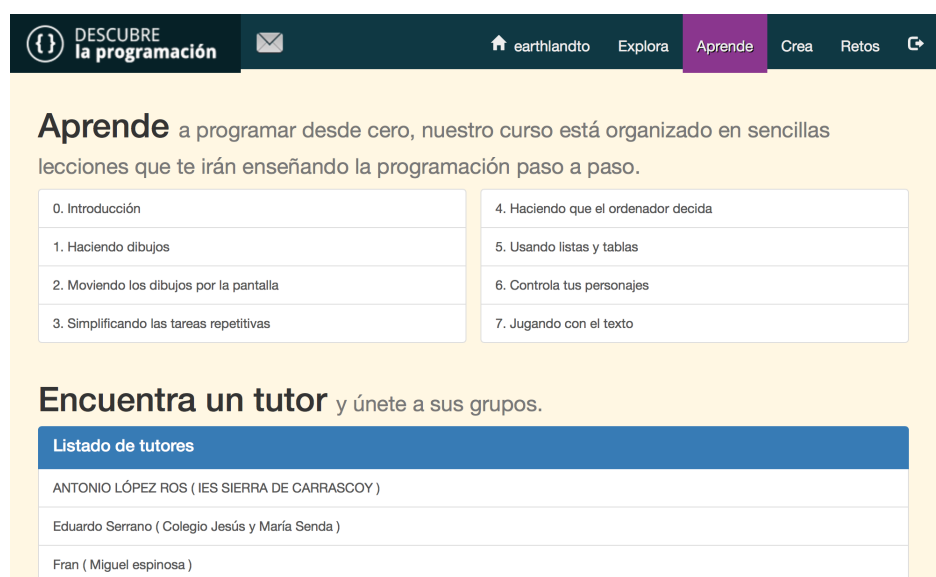 DESCUBRE
la programación
earthlandto
Explora
Aprende
Crea
Retos
Aprende a programar desde cero, nuestro curso está organizado en sencillas
lecciones que te irán enseñando la programación paso a paso.
0. Introducción
1. Haciendo dibujos
2. Moviendo los dibujos por la pantalla
3. Simplificando las tareas repetitivas
4. Haciendo que el ordenador decida
5. Usando listas y tablas
6. Controla tus personajes
7. Jugando con el texto
Encuentra un tutor y únete a sus grupos.
Listado de tutores
ANTONIO LÓPEZ ROS ( IES SIERRA DE CARRASCOY )
Eduardo Serrano ( Colegio Jesús y María Senda )
Fran ( Miguel espinosa )